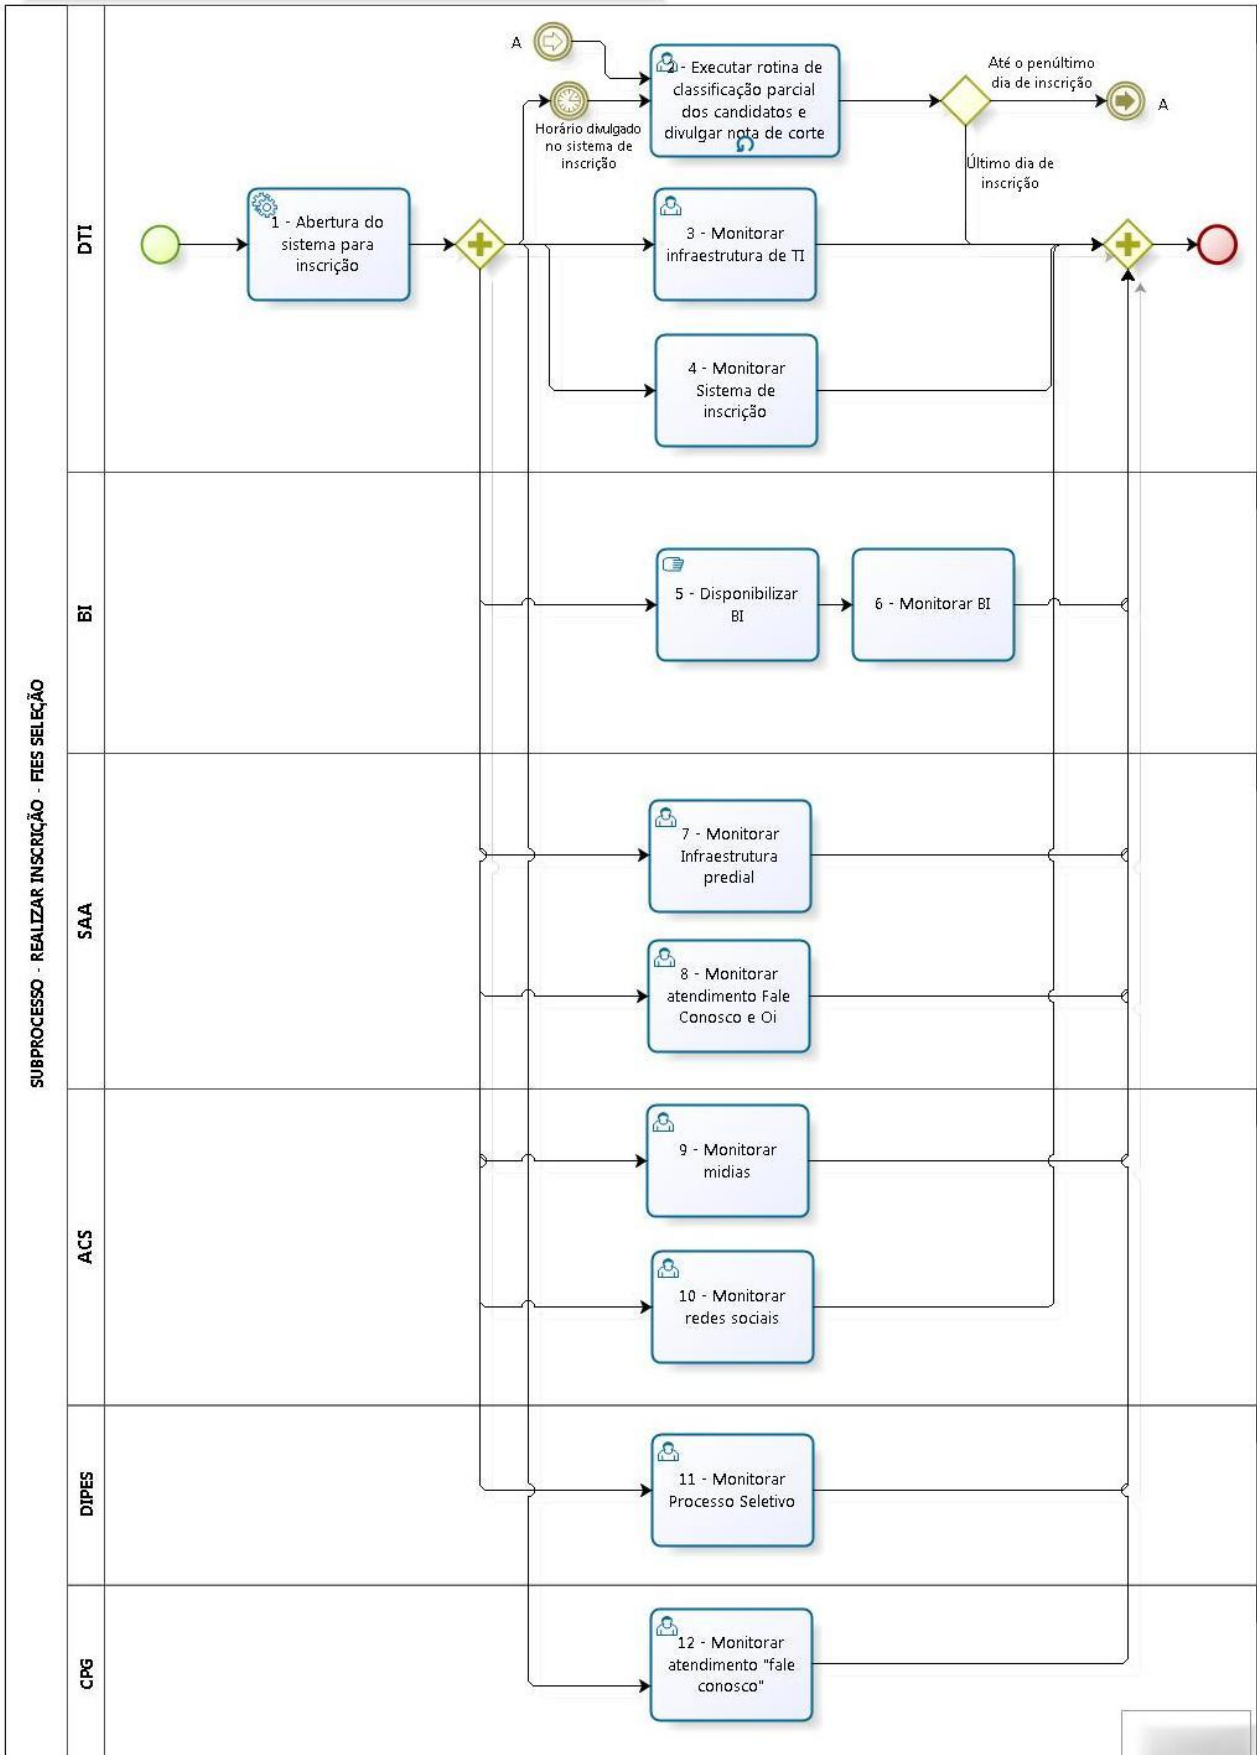 SUBPROCESSO - REALIZAR INSCRIÇÃO - FIES SELEÇÃO
DTI
A
Horário divulgado
no sistema de
inscrição
2 - Executar rotina de
classificação parcial
dos candidatos e
divulgar nota de corte
Até o penúltimo
dia de inscrição
A
Último dia de
inscrição
1 - Abertura do
sistema para
inscrição
3 - Monitorar
infraestrutura de TI
4 - Monitorar
Sistema de
inscrição
BI
5 - Disponibilizar
BI
6 - Monitorar BI
SAA
7 - Monitorar
Infraestrutura
predial
8 - Monitorar
atendimento Fale
Conosco e Oi
ACS
9 - Monitorar
midias
10 - Monitorar
redes sociais
DIPES
11 - Monitorar
Processo Seletivo
CPG
12 - Monitorar
atendimento "fale
conosco"